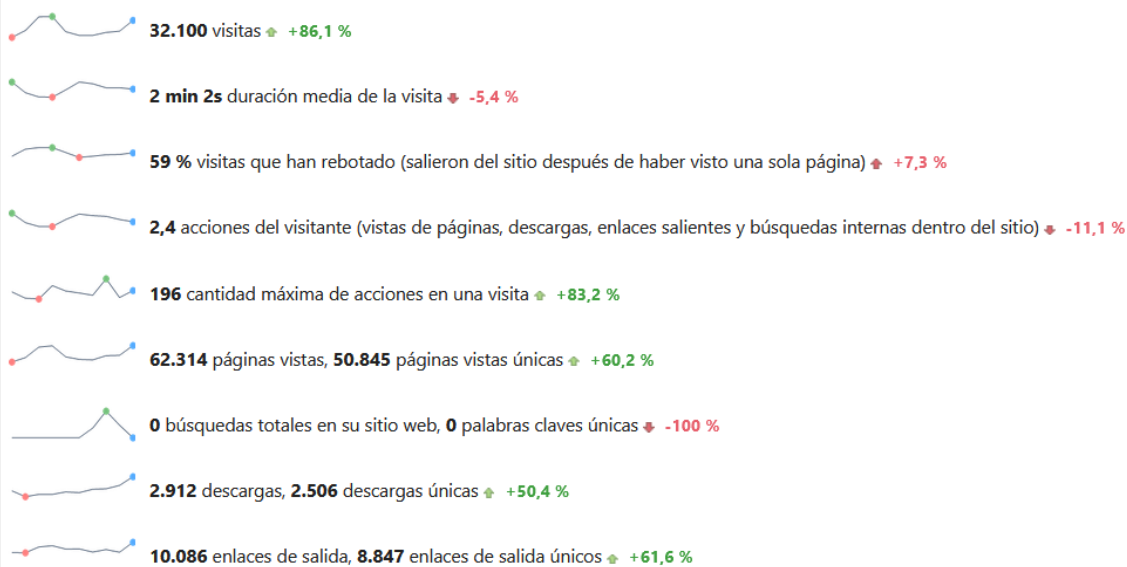 32.100 visitas +86,1 %
2 min 2s duración media de la visita -5,4 %
59 % visitas que han rebotado (salieron del sitio después de haber visto una sola página) +7,3 %
2,4 acciones del visitante (vistas de páginas, descargas, enlaces salientes y búsquedas internas dentro del sitio) -11,1 %
196 cantidad máxima de acciones en una visita +83,2 %
62.314 páginas vistas, 50.845 páginas vistas únicas +60,2 %
0 búsquedas totales en su sitio web, 0 palabras claves únicas -100 %
2.912 descargas, 2.506 descargas únicas +50,4 %
10.086 enlaces de salida, 8.847 enlaces de salida únicos +61,6 %